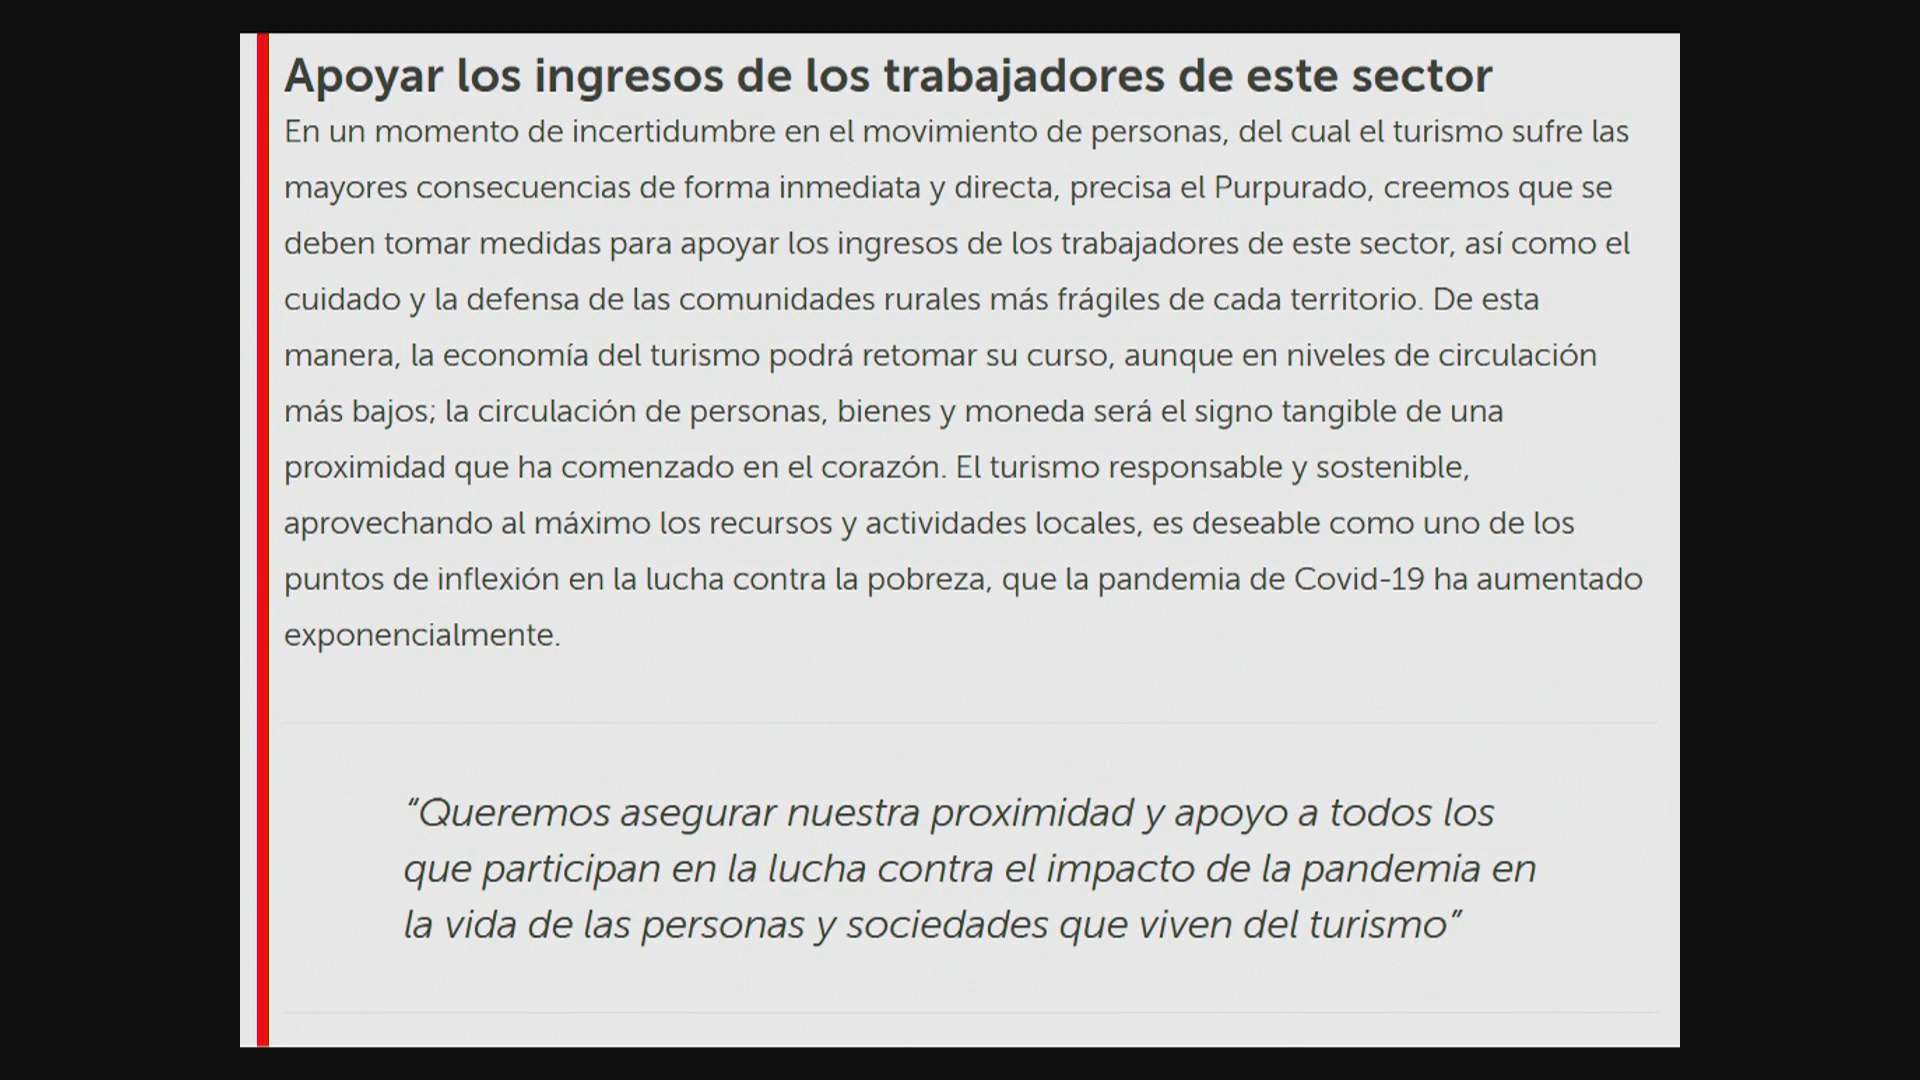 Apoyar los ingresos de los trabajadores de este sector
En un momento de incertidumbre en el movimiento de personas, del cual el turismo sufre las
mayores consecuencias de forma inmediata y directa, precisa el Purpurado, creemos que se
deben tomar medidas para apoyar los ingresos de los trabajadores de este sector, así como el
cuidado y la defensa de las comunidades rurales más frágiles de cada territorio. De esta
manera, la economía del turismo podrá retomar su curso, aunque en niveles de circulación
más bajos; la circulación de personas, bienes y moneda será el signo tangible de una
proximidad que ha comenzado en el corazón. El turismo responsable y sostenible,
aprovechando al máximo los recursos y actividades locales, es deseable como uno de los
puntos de inflexión en la lucha contra la pobreza, que la pandemia de Covid-19 ha aumentado
exponencialmente.
“Queremos asegurar nuestra proximidad y apoyo a todos los
que participan en la lucha contra el impacto de la pandemia en
la vida de las personas y sociedades que viven del turismo”